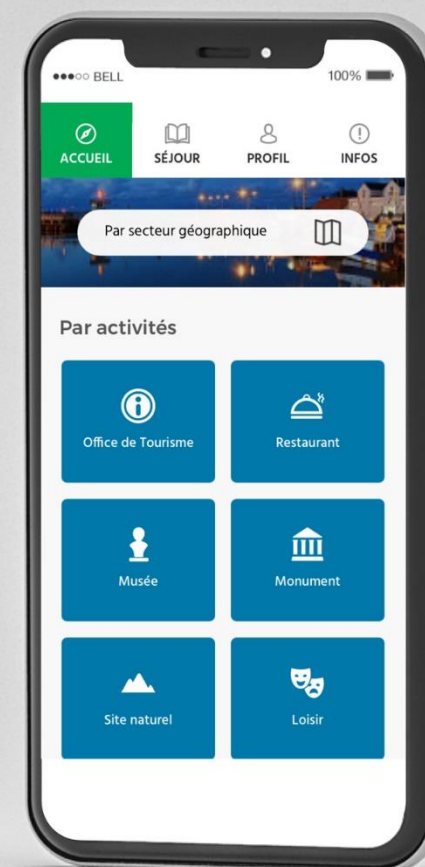 BELL
100%
ACCUEIL
SÉJOUR
PROFIL
INFOS
Par secteur géographique
Par activités
Office de Tourisme
Restaurant
Musée
Monument
Site naturel
Loisir